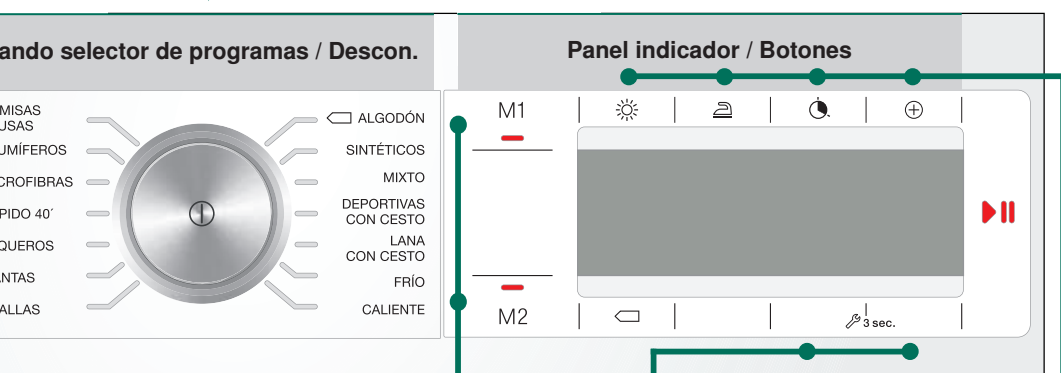 ando selector de programas / Descon.
Panel indicador / Botones
MISAS
USAS
UMÍFEROS
CROFIBRAS
PIDO 40´
QUEROS
ANTAS
ALLAS
ALGODÓN
SINTÉTICOS
MIXTO
DEPORTIVAS
CON CESTO
LANA
CON CESTO
FRÍO
CALIENTE
M1
M2
3 sec.